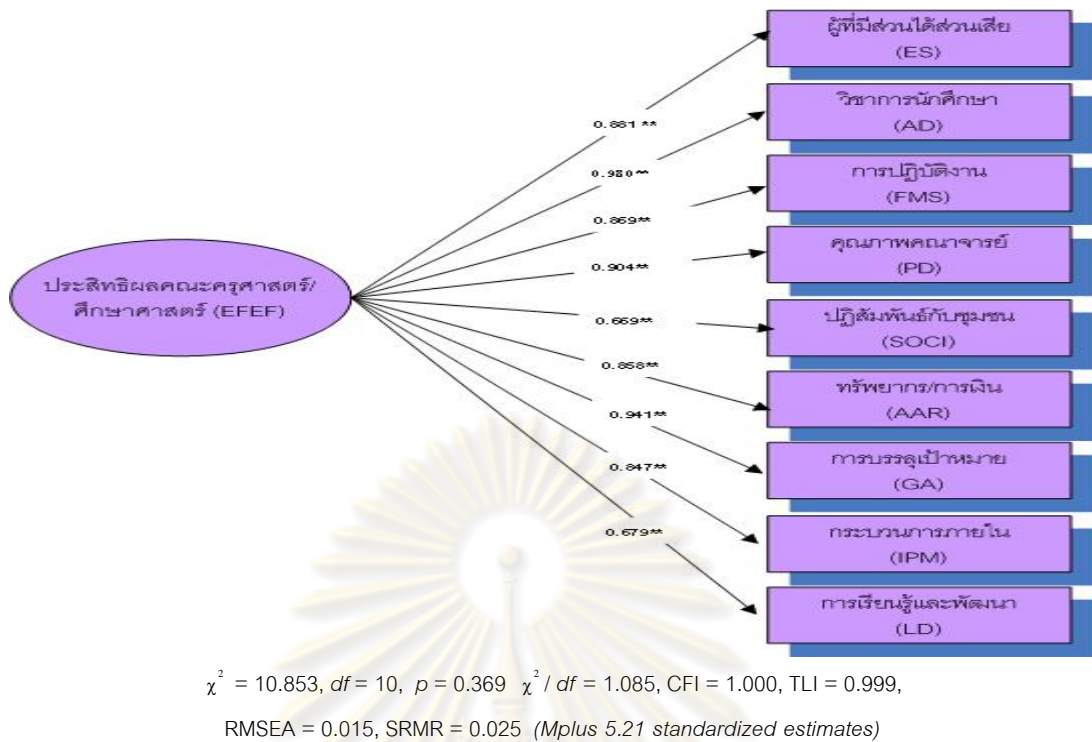 ผู้ที่มีส่วนได้ส่วนเสีย
(ES)
วิชาการนักศึกษา
(AD)
การปฏิบัติงาน
(FMS)
คุณภาพคณาจารย์
(PD)
ปฏิสัมพันธ์กับชุมชน
(SOCI)
ทรัพยากร/การเงิน
(AAR)
การบรรลุเป้าหมาย
(GA)
กระบวนการภายใน
(IPM)
การเรียนรู้และพัฒนา
(LD)
0.881 **
0.980**
0.869**
0.904**
0.669**
0.858**
0.941**
0.847**
0.679**
ประสิทธิผลคณะครุศาสตร์/
ศึกษาศาสตร์ (EFEF)
χ² = 10.853, df = 10, p = 0.369 χ² / df = 1.085, CFI = 1.000, TLI = 0.999,
RMSEA = 0.015, SRMR = 0.025 (Mplus 5.21 standardized estimates)